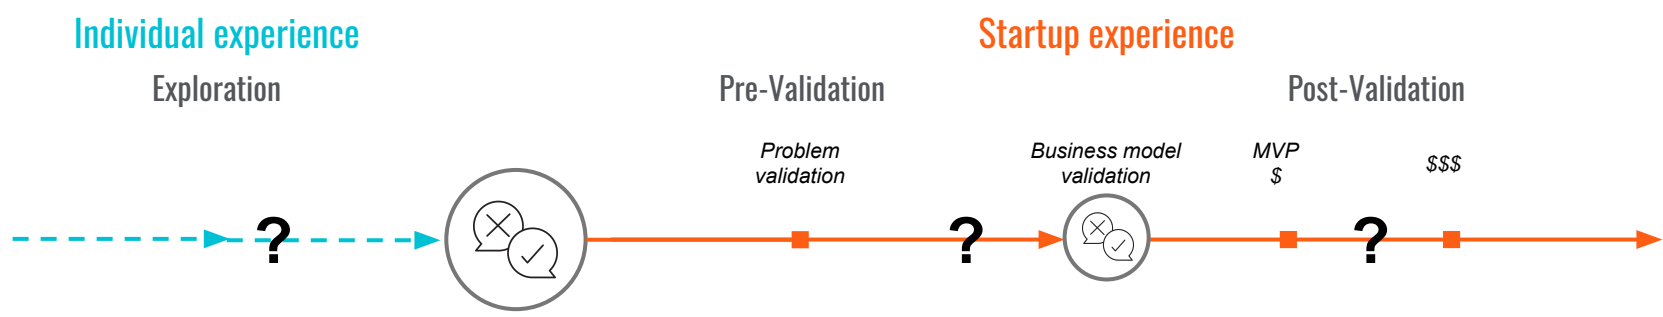 Individual experience
Startup experience
Exploration
Pre-Validation
Post-Validation
Problem
validation
Business model
validation
MVP
$
$$$
?
?
?